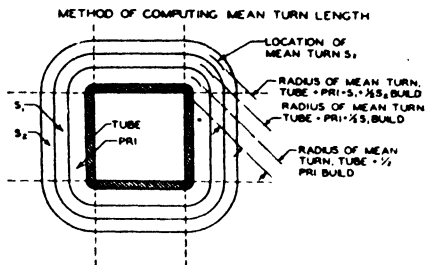 METHOD OF COMPUTING MEAN TURN LENGTH
LOCATION OF
MEAN TURN S₂
RADIUS OF MEAN TURN,
TUBE + PRI + S₁ + ½S₂ BUILD
RADIUS OF MEAN TURN
TUBE + PRI + ½ S₁ BUILD
RADIUS OF MEAN
TURN, TUBE + ½
PRI BUILD
S₁
S₂
TUBE
PRI